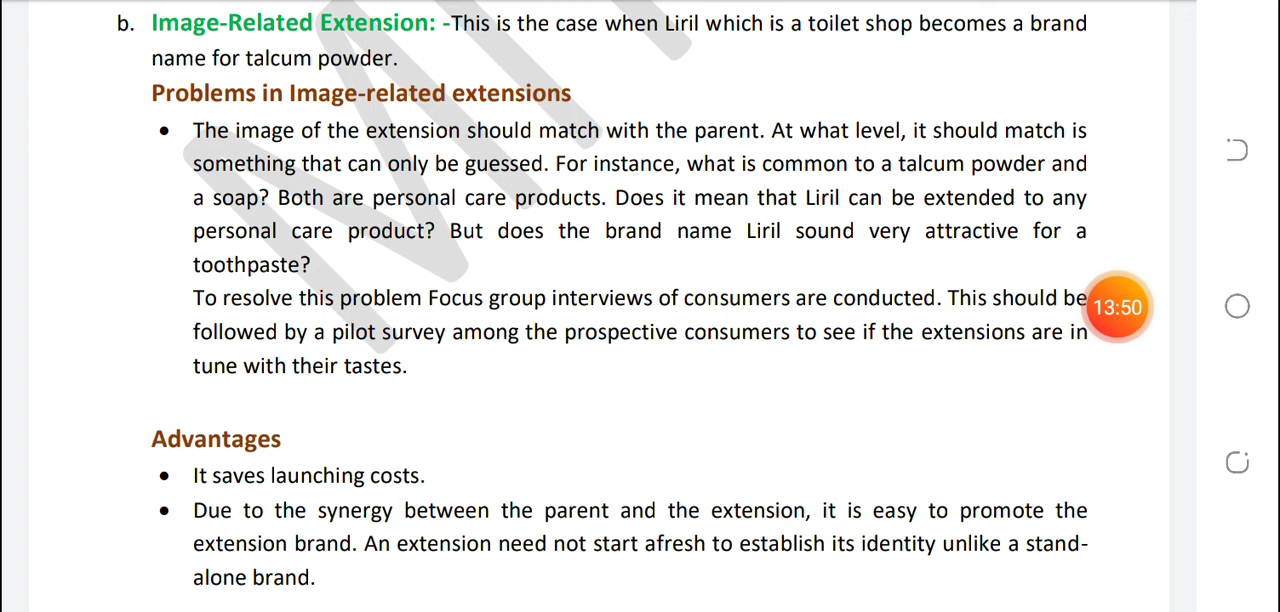 b. Image-Related Extension: -This is the case when Liril which is a toilet shop becomes a brand
name for talcum powder.
Problems in Image-related extensions
• The image of the extension should match with the parent. At what level, it should match is
something that can only be guessed. For instance, what is common to a talcum powder and
a soap? Both are personal care products. Does it mean that Liril can be extended to any
personal care product? But does the brand name Liril sound very attractive for a
toothpaste?
To resolve this problem Focus group interviews of consumers are conducted. This should be
13:50
followed by a pilot survey among the prospective consumers to see if the extensions are in
tune with their tastes.
Advantages
• It saves launching costs.
• Due to the synergy between the parent and the extension, it is easy to promote the
extension brand. An extension need not start afresh to establish its identity unlike a stand-
alone brand.